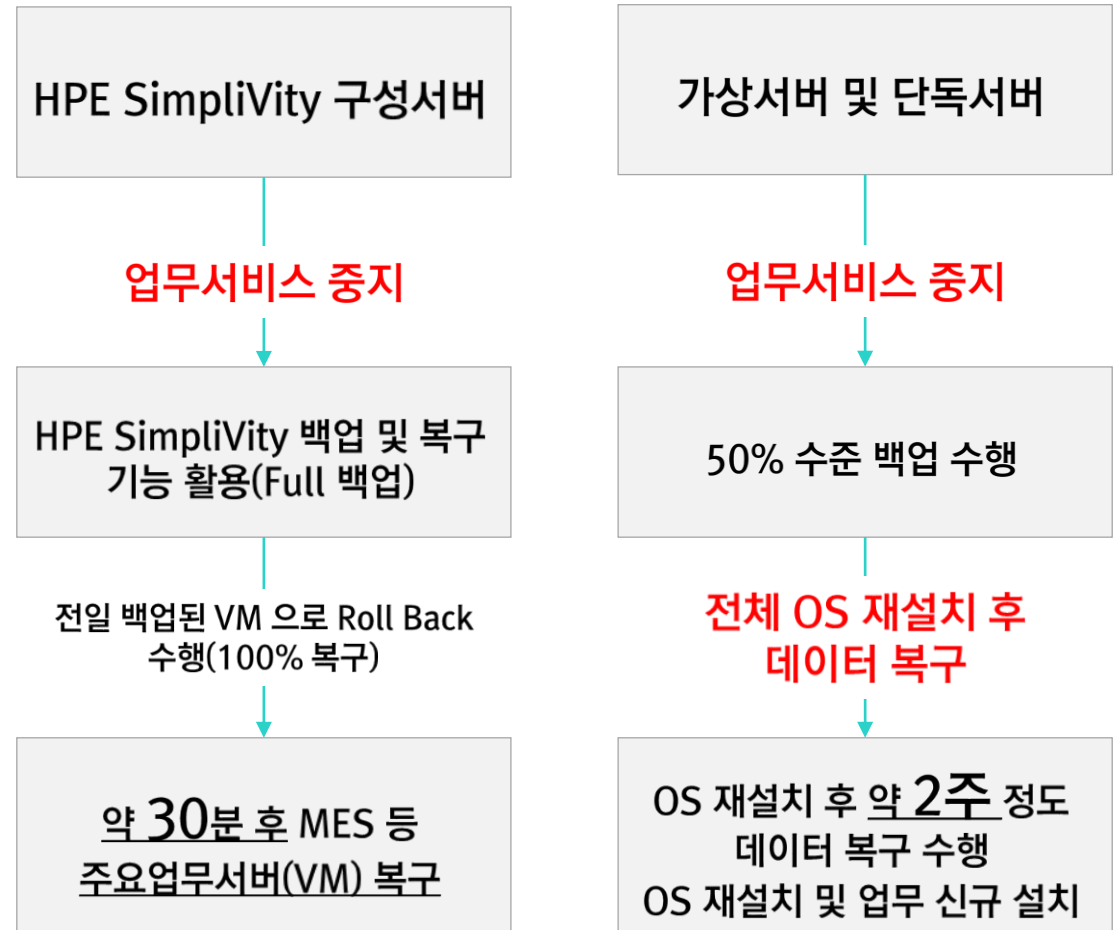 HPE SimpliVity 구성서버
업무서비스 중지
HPE SimpliVity 백업 및 복구
기능 활용(Full 백업)
전일 백업된 VM 으로 Roll Back
수행(100% 복구)
약 30분 후 MES 등
주요업무서버(VM) 복구
가상서버 및 단독서버
업무서비스 중지
50% 수준 백업 수행
전체 OS 재설치 후
데이터 복구
OS 재설치 후 약 2주 정도
데이터 복구 수행
OS 재설치 및 업무 신규 설치